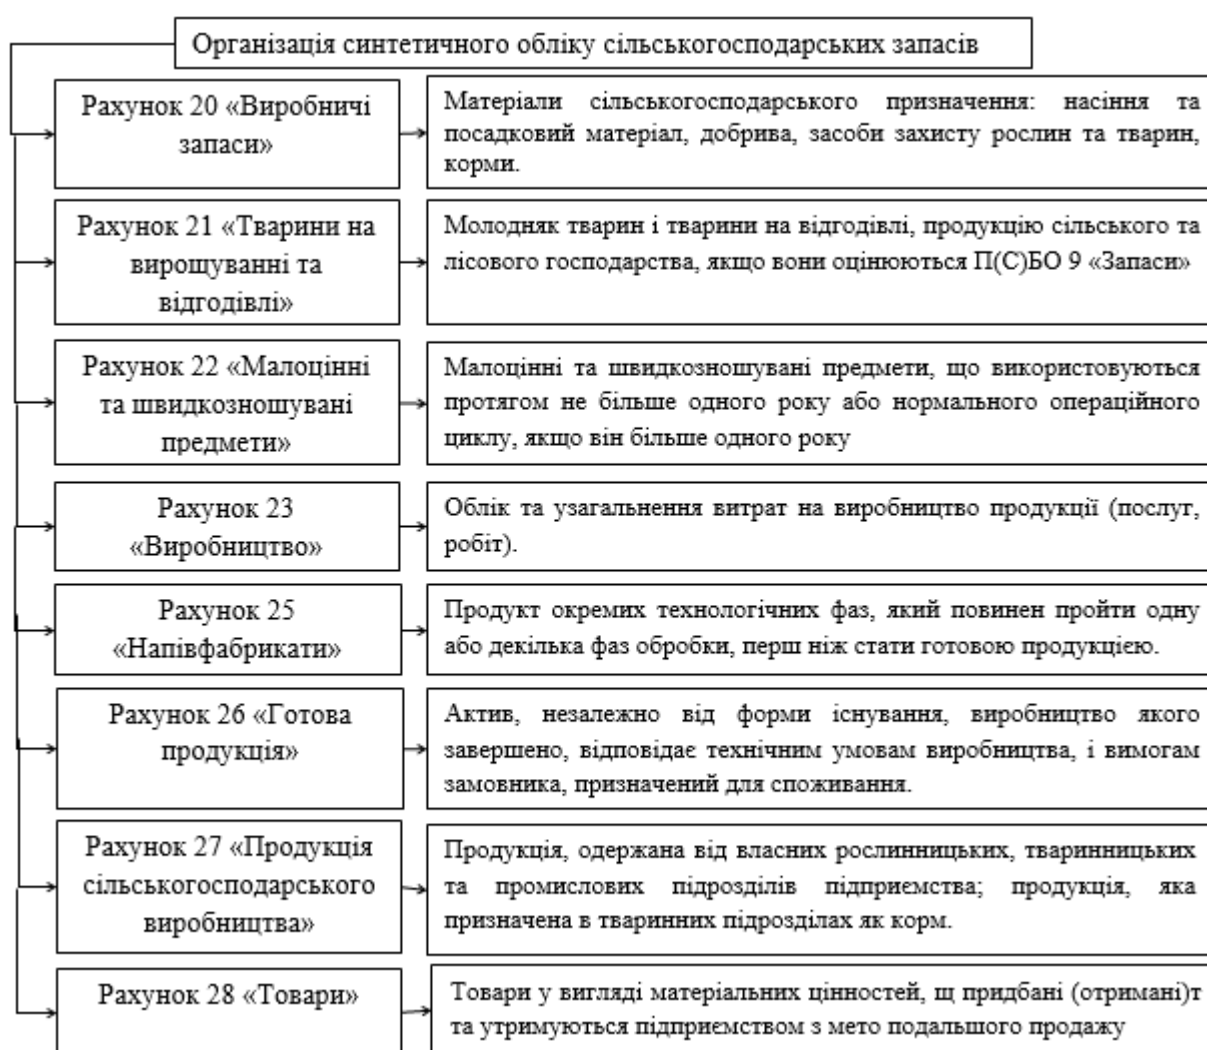 Організація синтетичного обліку сільськогосподарських запасів
Рахунок 20 «Виробничі
запаси»
Матеріали сільськогосподарського призначення: насіння та
посадковий матеріал, добрива, засоби захисту рослин та тварин,
корми.
Рахунок 21 «Тварини на
вирощуванні та
відгодівлі»
Молодняк тварин і тварини на відгодівлі, продукцію сільського та
лісового господарства, якщо вони оцінюються П(С)БО 9 «Запаси»
Рахунок 22 «Малоцінні
та швидкозношувані
предмети»
Малоцінні та швидкозношувані предмети, що використовуються
протягом не більше одного року або нормального операційного
циклу, якщо він більше одного року
Рахунок 23
«Виробництво»
Облік та узагальнення витрат на виробництво продукції (послуг,
робіт).
Рахунок 25
«Напівфабрикати»
Продукт окремих технологічних фаз, який повинен пройти одну
або декілька фаз обробки, перш ніж стати готовою продукцією.
Рахунок 26 «Готова
продукція»
Актив, незалежно від форми існування, виробництво якого
завершено, відповідає технічним умовам виробництва, і вимогам
замовника, призначений для споживання.
Рахунок 27 «Продукція
сільськогосподарського
виробництва»
Продукція, одержана від власних рослинницьких, тваринницьких
та промислових підрозділів підприємства; продукція, яка
призначена в тваринних підрозділах як корм.
Рахунок 28 «Товари»
Товари у вигляді матеріальних цінностей, щ придбані (отримані)т
та утримуються підприємством з мето подальшого продажу